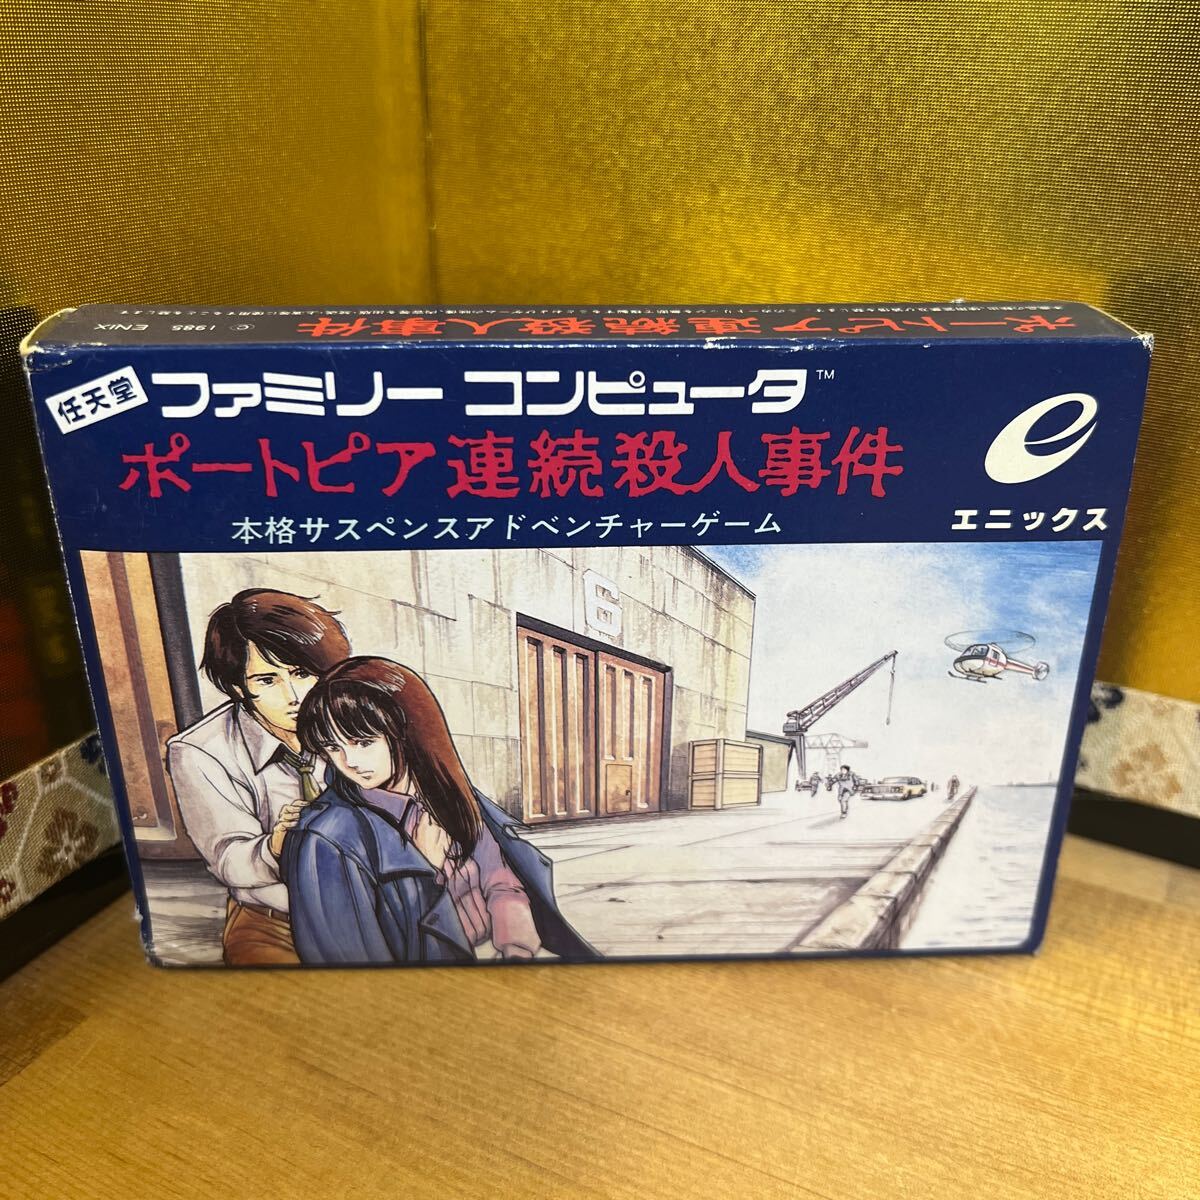 ポートピア連続殺人事件
© 1985 ENIX
任天堂 ファミリー コンピュータ™
ポートピア連続殺人事件
本格サスペンスアドベンチャーゲーム
e
エニックス
6